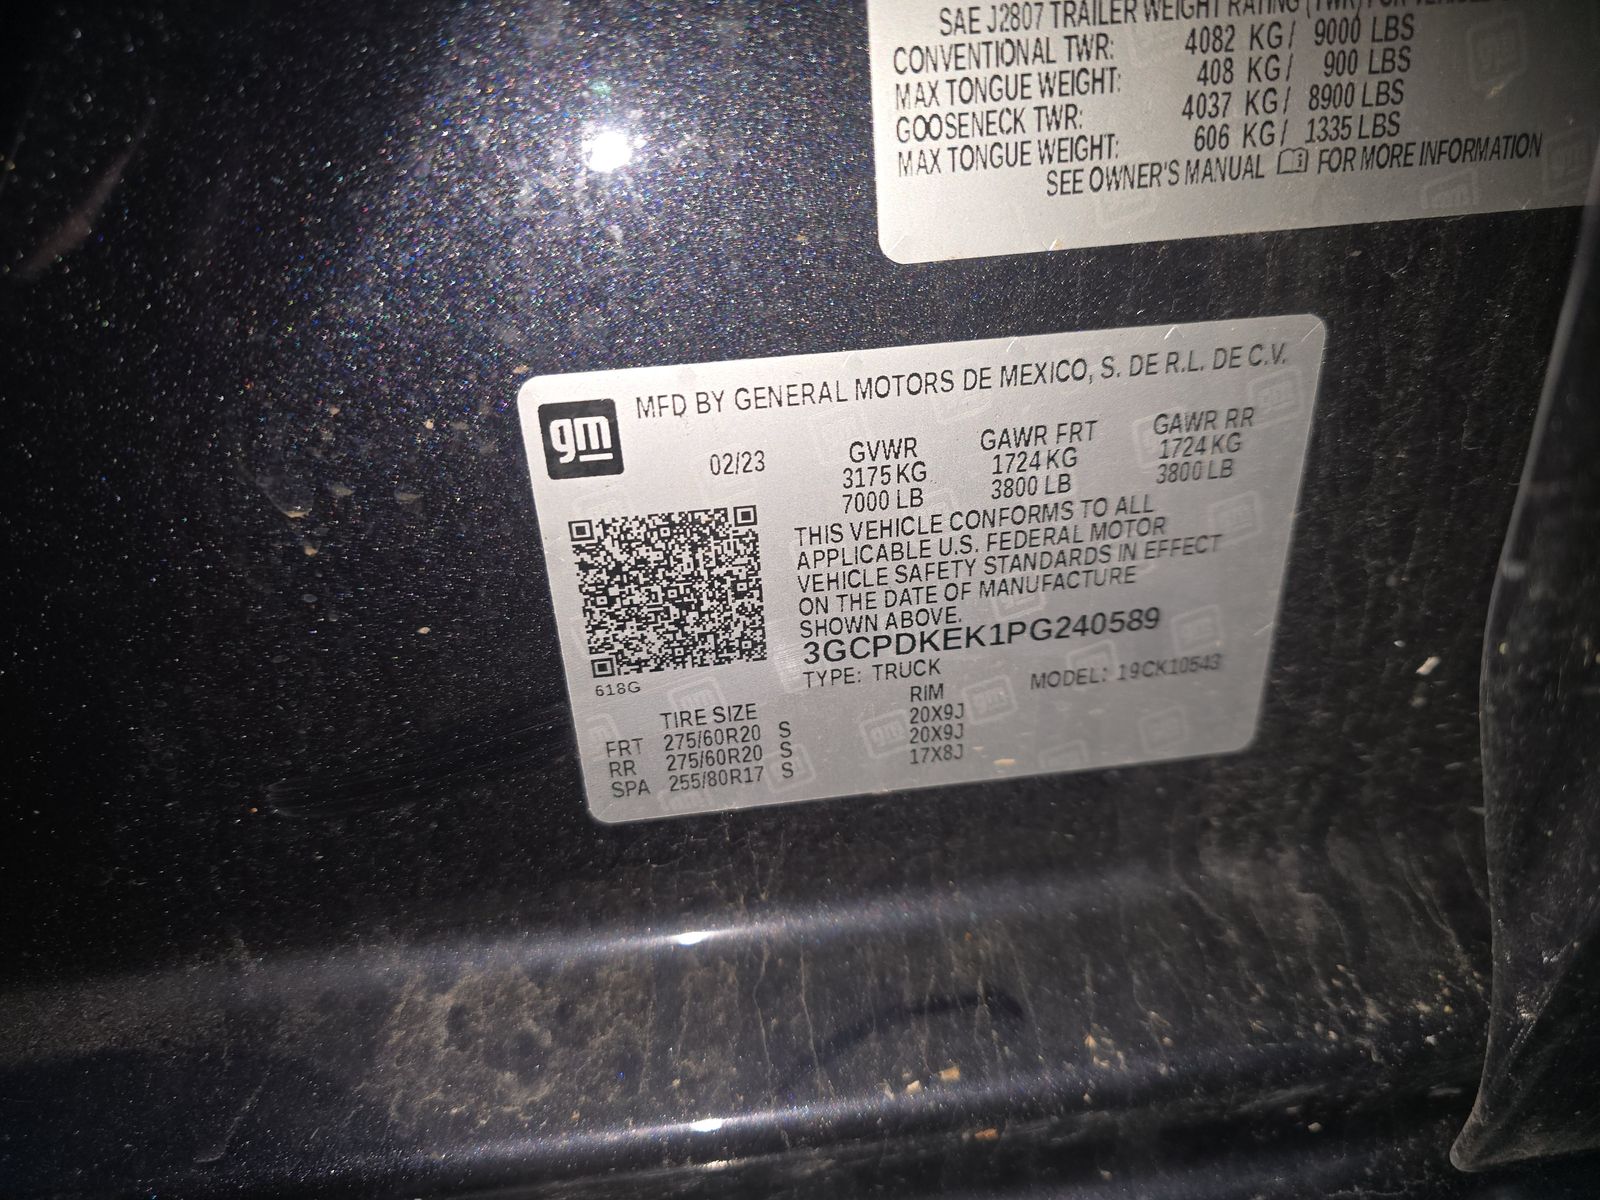 SAE J2807 TRAILER WEIGHT RATING (TWR) FOR
CONVENTIONAL TWR: 4082 KG/ 9000 LBS
MAX TONGUE WEIGHT: 408 KG/ 900 LBS
GOOSENECK TWR: 4037 KG/ 8900 LBS
MAX TONGUE WEIGHT: 606 KG/ 1335 LBS
SEE OWNER'S MANUAL FOR MORE INFORMATION
gm
MFD BY GENERAL MOTORS DE MEXICO, S. DE R.L. DE C.V.
02/23 GVWR GAWR FRT GAWR RR
3175 KG 1724 KG 1724 KG
7000 LB 3800 LB 3800 LB
THIS VEHICLE CONFORMS TO ALL
APPLICABLE U.S. FEDERAL MOTOR
VEHICLE SAFETY STANDARDS IN EFFECT
ON THE DATE OF MANUFACTURE
SHOWN ABOVE.
3GCPDKEK1PG240589
TYPE: TRUCK MODEL: 19CK10543
618G
TIRE SIZE RIM
FRT 275/60R20 S 20X9J
RR 275/60R20 S 20X9J
SPA 255/80R17 S 17X8J